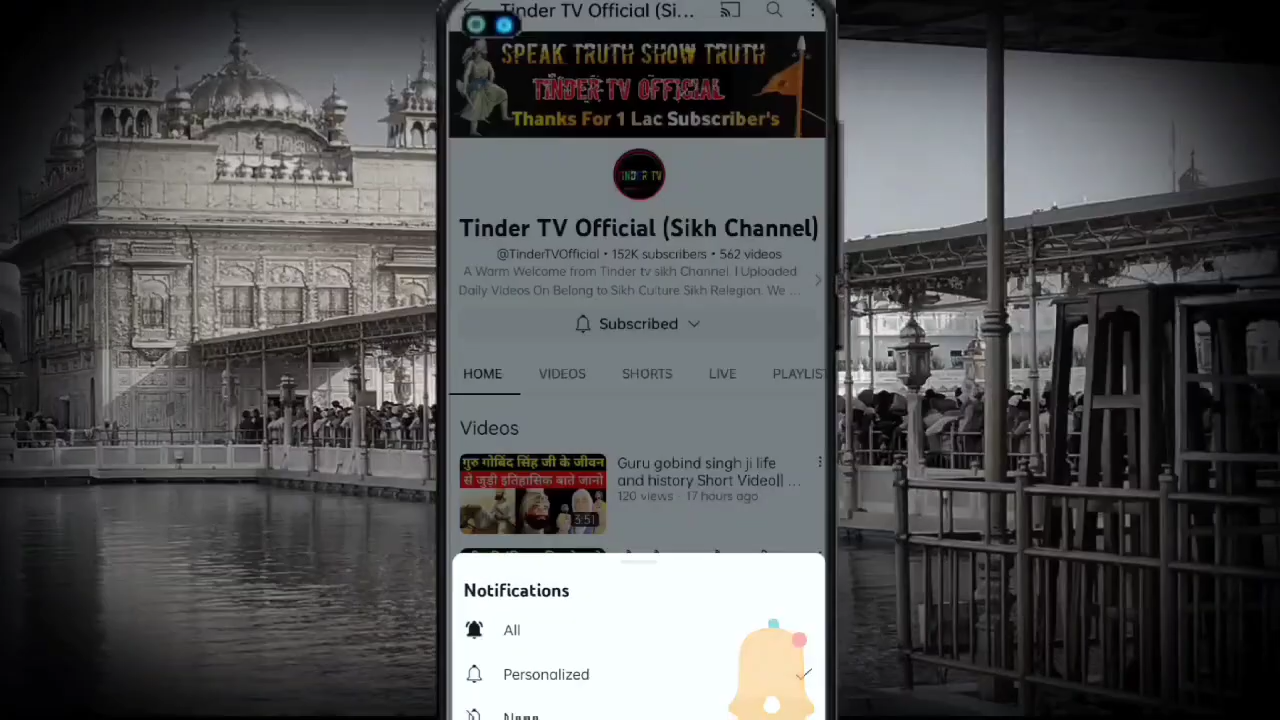 Tinder TV Official (Si...
SPEAK TRUTH SHOW TRUTH
TINDER TV OFFICIAL
Thanks For 1 Lac Subscriber's
TINDER TV
Tinder TV Official (Sikh Channel)
@TinderTVOfficial • 152K subscribers • 562 videos
A Warm Welcome from Tinder tv sikh Channel. I Uploaded
Daily Videos On Belong to Sikh Culture Sikh Relegion. We ...
Subscribed
HOME VIDEOS SHORTS LIVE PLAYLIS
Videos
गुरु गोबिंद सिंह जी के जीवन
से जुड़ी इतिहासिक बाते जानो
3:51
Guru gobind singh ji life
and history Short Video|| ...
120 views · 17 hours ago
Notifications
All
Personalized
None